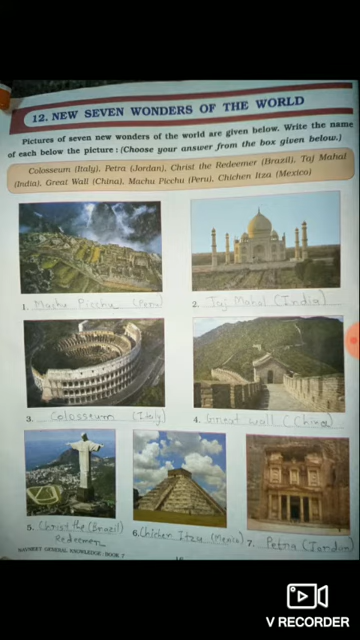 12. NEW SEVEN WONDERS OF THE WORLD
Pictures of seven new wonders of the world are given below. Write the name
of each below the picture : (Choose your answer from the box given below.)
Colosseum (Italy), Petra (Jordan), Christ the Redeemer (Brazil), Taj Mahal
(India), Great Wall (China), Machu Picchu (Peru), Chichen Itza (Mexico)
1. Machu Picchu (Peru)
2. Taj Mahal (India)
3. Colosseum (Italy)
4. Great Wall (China)
5. Christ the (Brazil)
Redeemer
6. Chichen Itza (Mexic)
7. Petra (Jordan)
GENERAL KNOWLEDGE : BOOK 7
V RECORDER